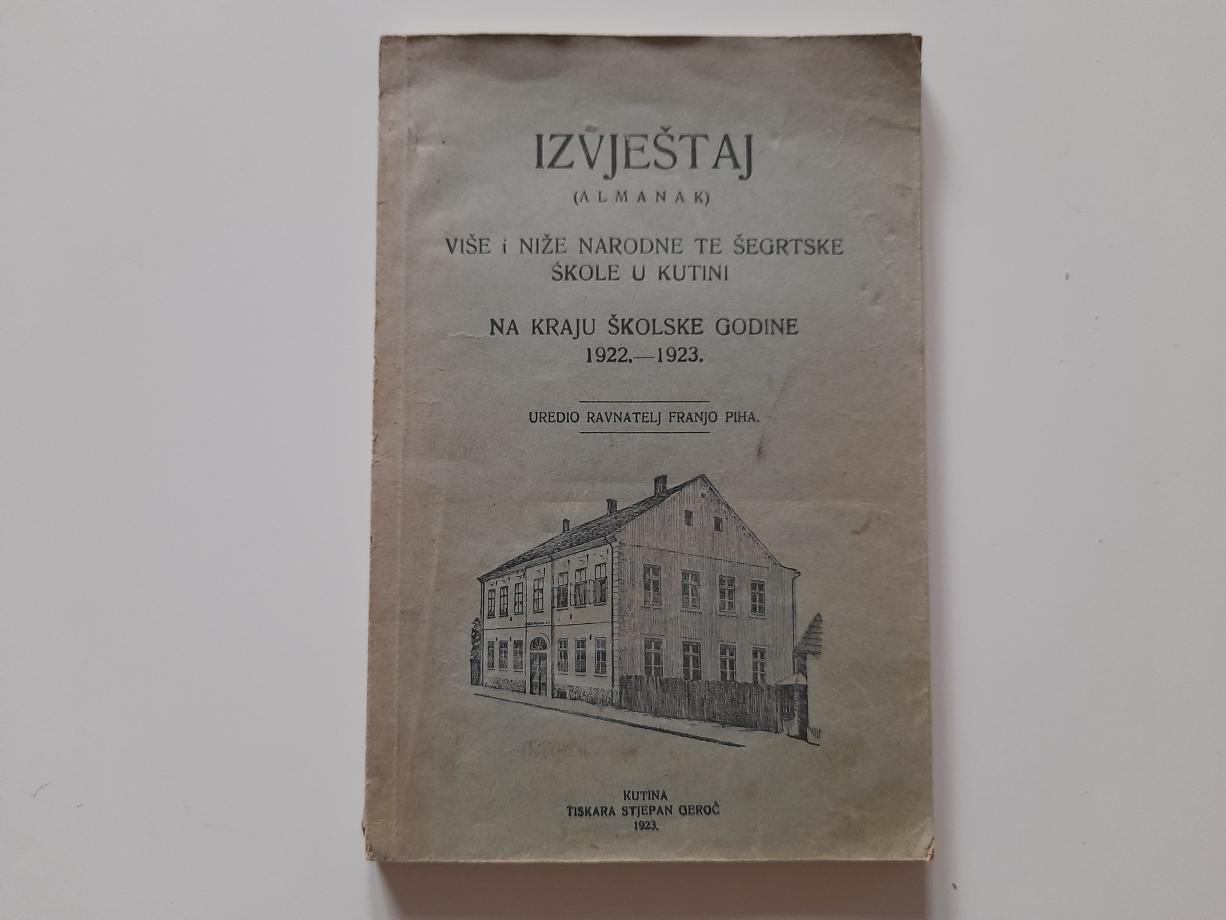 IZVJEŠTAJ
(ALMANAK)
VIŠE i NIŽE NARODNE TE ŠEGRTSKE
ŠKOLE U KUTINI
NA KRAJU ŠKOLSKE GODINE
1922.—1923.
UREDIO RAVNATELJ FRANJO PIHA.
KUTINA
TISKARA STJEPAN GEROČ
1923.